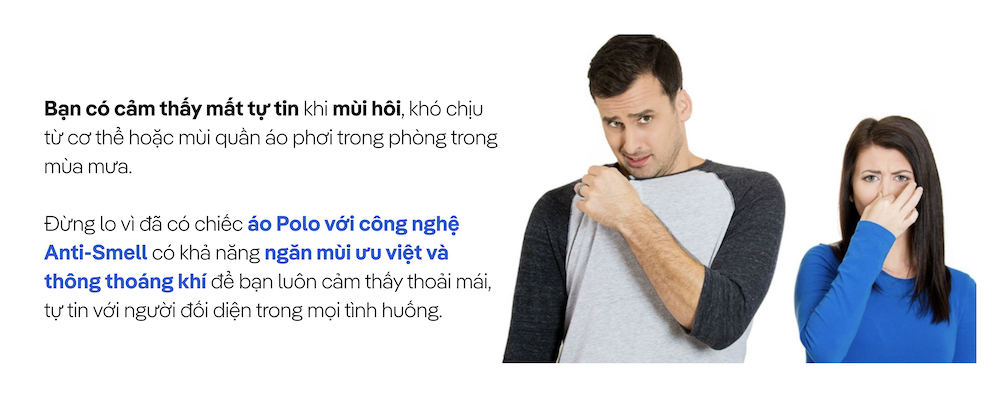 Bạn có cảm thấy mất tự tin khi mùi hôi, khó chịu
từ cơ thể hoặc mùi quần áo phơi trong phòng trong
mùa mưa.
Đừng lo vì đã có chiếc áo Polo với công nghệ
Anti-Smell có khả năng ngăn mùi ưu việt và
thông thoáng khí để bạn luôn cảm thấy thoải mái,
tự tin với người đối diện trong mọi tình huống.